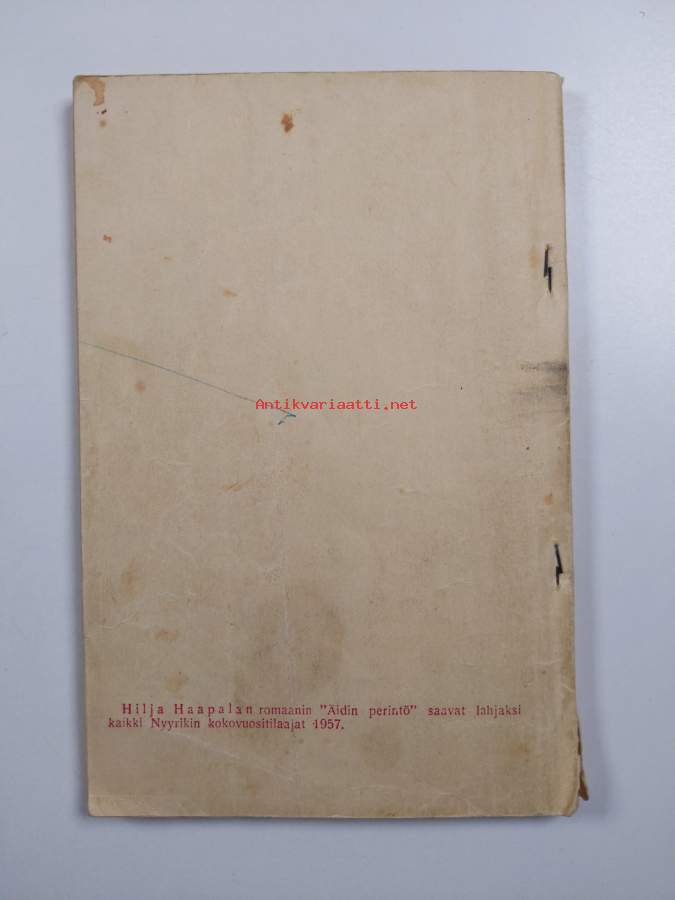 Antikvariaatti.net
Hilja Haapalan romaanin "Äidin perintö" saavat lahjaksi
kaikki Nyyrikin kokovuositilaajat 1957.